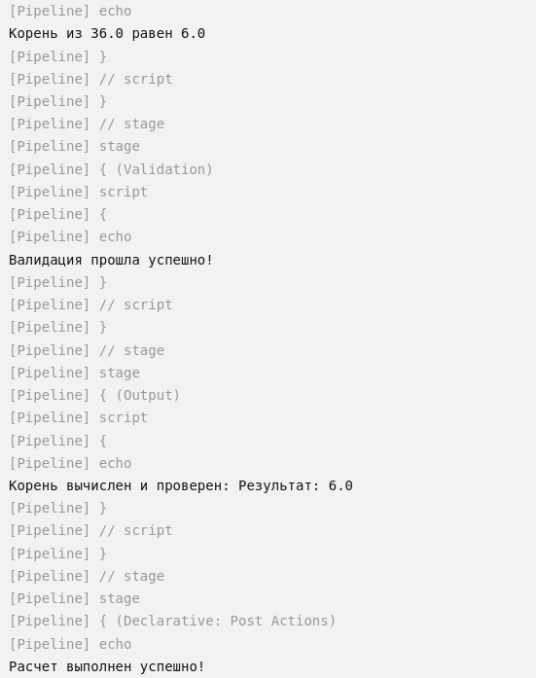 [Pipeline] echo
Корень из 36.0 равен 6.0
[Pipeline] }
[Pipeline] // script
[Pipeline] }
[Pipeline] // stage
[Pipeline] stage
[Pipeline] { (Validation)
[Pipeline] script
[Pipeline] {
[Pipeline] echo
Валидация прошла успешно!
[Pipeline] }
[Pipeline] // script
[Pipeline] }
[Pipeline] // stage
[Pipeline] stage
[Pipeline] { (Output)
[Pipeline] script
[Pipeline] {
[Pipeline] echo
Корень вычислен и проверен: Результат: 6.0
[Pipeline] }
[Pipeline] // script
[Pipeline] }
[Pipeline] // stage
[Pipeline] stage
[Pipeline] { (Declarative: Post Actions)
[Pipeline] echo
Расчет выполнен успешно!